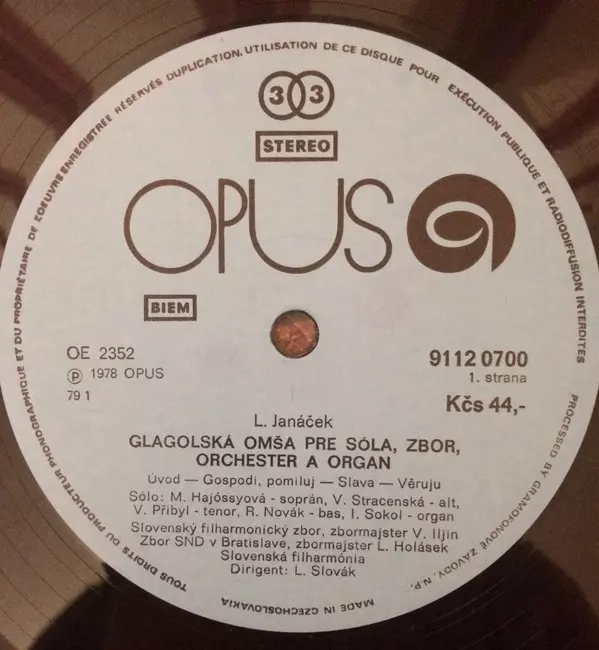 TOUS DROITS DU PRODUCTEUR PHONOGRAPHIQUE ET DU PROPRIÉTAIRE DE L'OEUVRE ENREGISTRÉE RÉSERVÉS DUPLICATION, UTILISATION DE CE DISQUE POUR EXÉCUTION PUBLIQUE ET RADIODIFFUSION INTERDITES
33
STEREO
OPUS
BIEM
OE 2352
Ⓟ 1978 OPUS
79 1
9112 0700
1. strana
Kčs 44,-
L. Janáček
GLAGOLSKÁ OMŠA PRE SÓLA, ZBOR,
ORCHESTER A ORGAN
Úvod — Gospodi, pomiluj — Slava — Věruju
Sólo: M. Hajóssyová - soprán, V. Stracenská - alt,
V. Přibyl - tenor, R. Novák - bas, I. Sokol - organ
Slovenský filharmonický zbor, zbormajster V. Iljin
Zbor SND v Bratislave, zbormajster L. Holásek
Slovenská filharmónia
Dirigent: L. Slovák
PROCESSED BY GRAMOFONOVÉ ZÁVODY, N.P.
MADE IN CZECHOSLOVAKIA